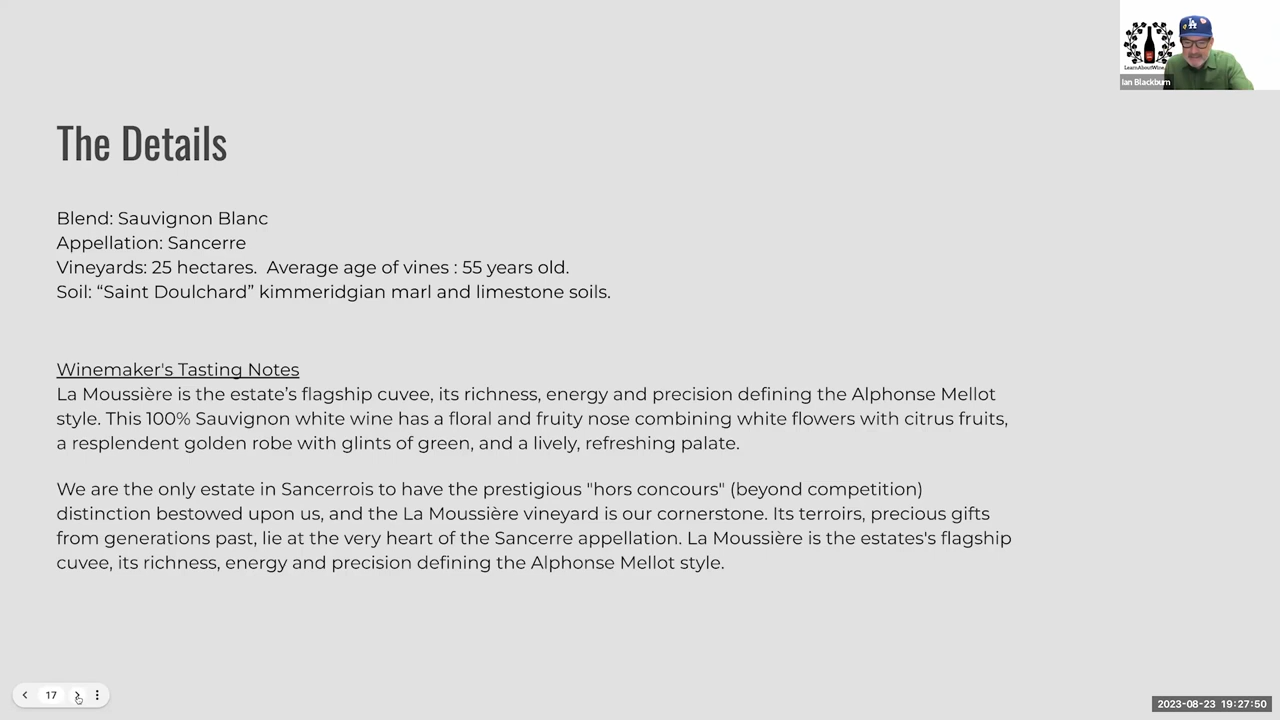 LA
LearnAboutWine
Ian Blackburn
The Details
Blend: Sauvignon Blanc
Appellation: Sancerre
Vineyards: 25 hectares.  Average age of vines : 55 years old.
Soil: “Saint Doulchard” kimmeridgian marl and limestone soils.
Winemaker's Tasting Notes
La Moussière is the estate’s flagship cuvee, its richness, energy and precision defining the Alphonse Mellot
style. This 100% Sauvignon white wine has a floral and fruity nose combining white flowers with citrus fruits,
a resplendent golden robe with glints of green, and a lively, refreshing palate.
We are the only estate in Sancerrois to have the prestigious "hors concours" (beyond competition)
distinction bestowed upon us, and the La Moussière vineyard is our cornerstone. Its terroirs, precious gifts
from generations past, lie at the very heart of the Sancerre appellation. La Moussière is the estates's flagship
cuvee, its richness, energy and precision defining the Alphonse Mellot style.
17
2023-08-23 19:27:50